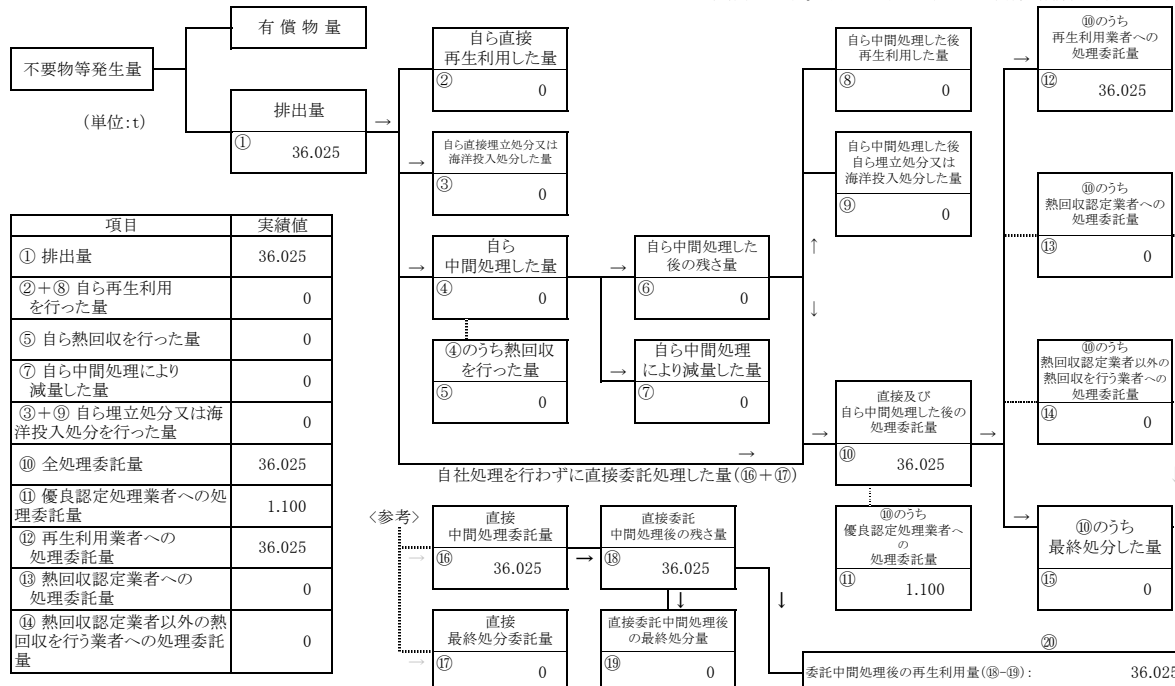 有 償 物 量
不要物等発生量
(単位:t)
排出量
①
36.025
→
自ら直接
再生利用した量
②
0
→
自ら直接埋立処分又は
海洋投入処分した量
③
0
→
自ら
中間処理した量
④
0
④のうち熱回収
を行った量
⑤
0
→
自ら中間処理した
後の残さ量
⑥
0
→
自ら中間処理
により減量した量
⑦
0
自ら中間処理した後
再生利用した量
⑧
0
自ら中間処理した後
自ら埋立処分又は
海洋投入処分した量
⑨
0
↑
↓
→
自社処理を行わずに直接委託処理した量(⑯+⑰)
→
直接及び
自ら中間処理した後の
処理委託量
⑩
36.025
→
⑩のうち
優良認定処理業者へ
の
処理委託量
⑪
1.100
→
⑩のうち
再生利用業者への
処理委託量
⑫
36.025
⑩のうち
熱回収認定業者への
処理委託量
⑬
0
⑩のうち
熱回収認定業者以外の
熱回収を行う業者への
処理委託量
⑭
0
→
⑩のうち
最終処分した量
⑮
0
項目 実績値
① 排出量 36.025
②+⑧ 自ら再生利用
を行った量 0
⑤ 自ら熱回収を行った量 0
⑦ 自ら中間処理により
減量した量 0
③+⑨ 自ら埋立処分又は海
洋投入処分を行った量 0
⑩ 全処理委託量 36.025
⑪ 優良認定処理業者への処
理委託量 1.100
⑫ 再生利用業者への
処理委託量 36.025
⑬ 熱回収認定業者への
処理委託量 0
⑭ 熱回収認定業者以外の熱
回収を行う業者への処理委託
量 0
〈参考〉
→
直接
中間処理委託量
⑯
36.025
→
直接委託
中間処理後の残さ量
⑱
36.025
↓
↓
→
直接
最終処分委託量
⑰
0
直接委託中間処理後
の最終処分量
⑲
0
⑳
委託中間処理後の再生利用量(⑱-⑲): 36.025